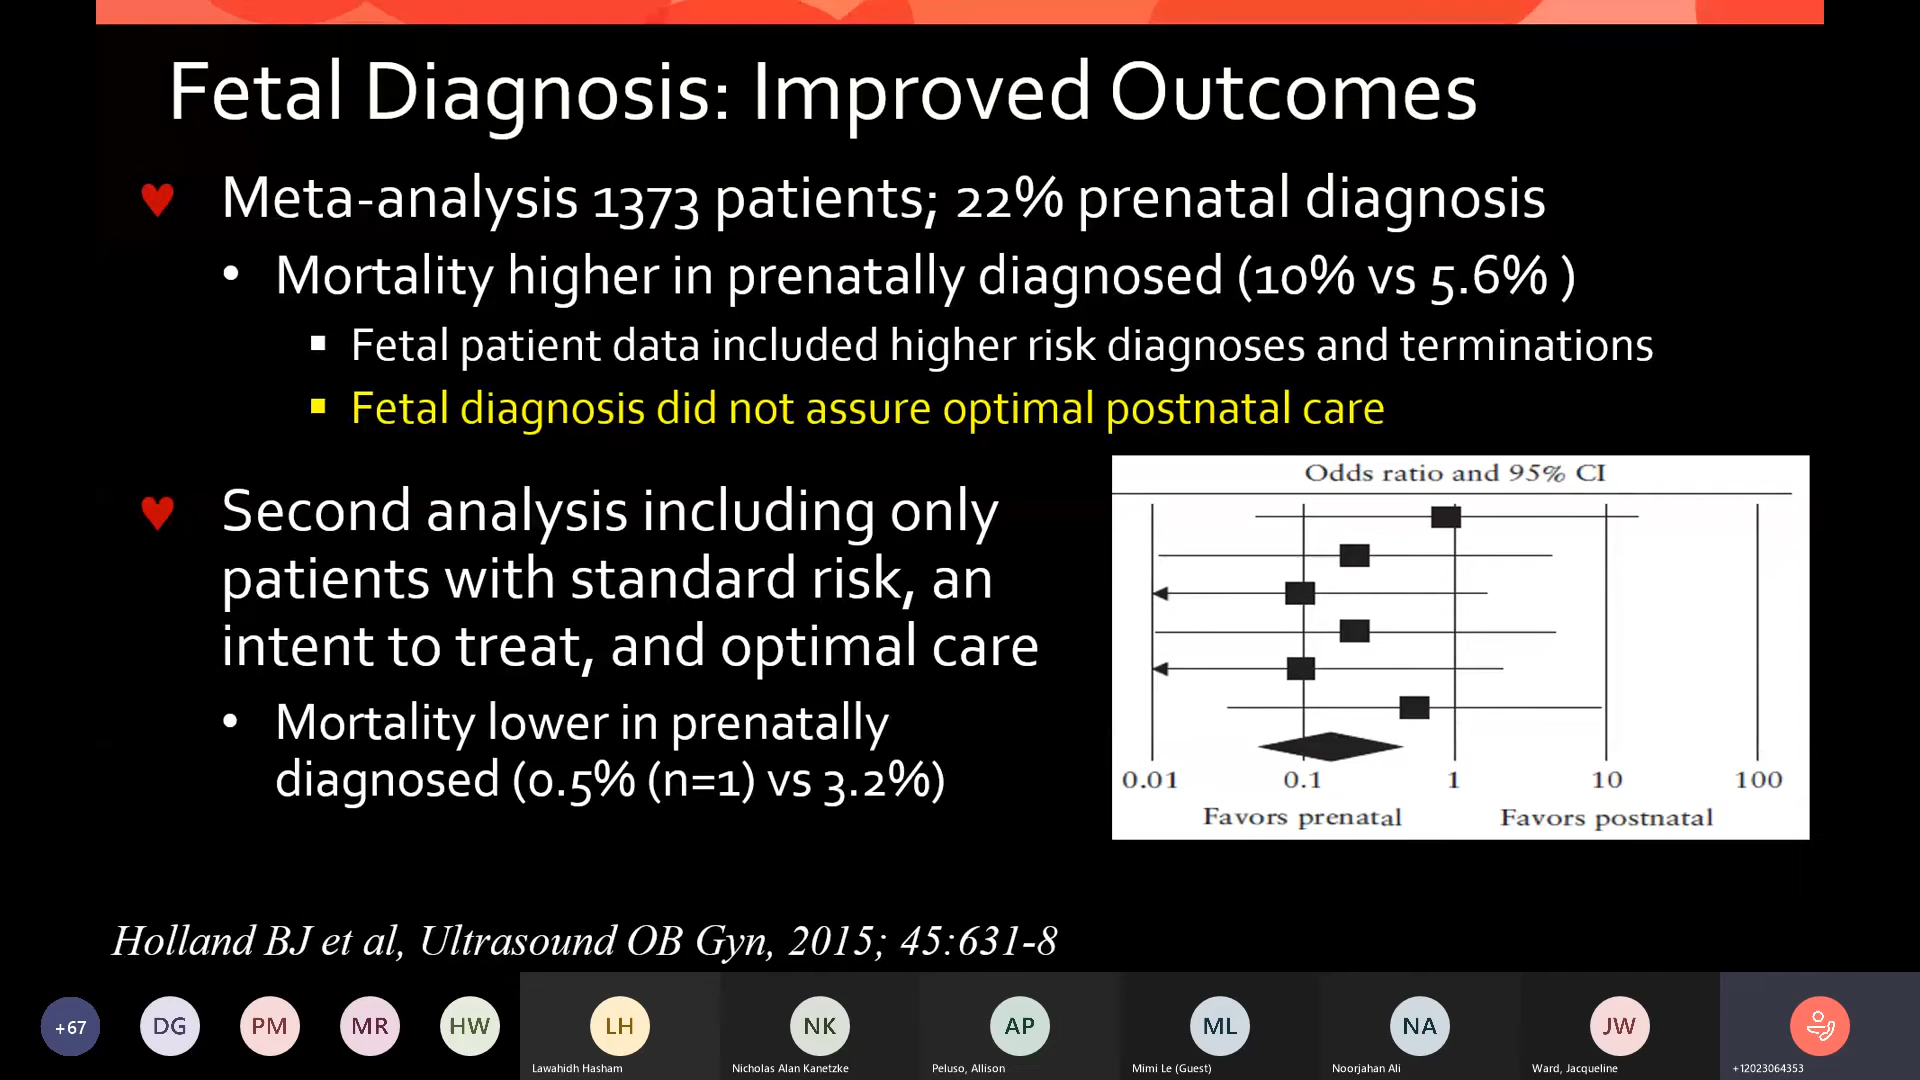 Fetal Diagnosis: Improved Outcomes
Meta-analysis 1373 patients; 22% prenatal diagnosis
Mortality higher in prenatally diagnosed (10% vs 5.6% )
Fetal patient data included higher risk diagnoses and terminations
Fetal diagnosis did not assure optimal postnatal care
Second analysis including only
patients with standard risk, an
intent to treat, and optimal care
Mortality lower in prenatally
diagnosed (0.5% (n=1) vs 3.2%)
Odds ratio and 95% CI
0.01 0.1 1 10 100
Favors prenatal Favors postnatal
Holland BJ et al, Ultrasound OB Gyn, 2015; 45:631-8
+67 DG PM MR HW LH NK AP ML NA JW
Lawahidh Hasham Nicholas Alan Kanetzke Peluso, Allison Mimi Le (Guest) Noorjahan Ali Ward, Jacqueline +12023064353